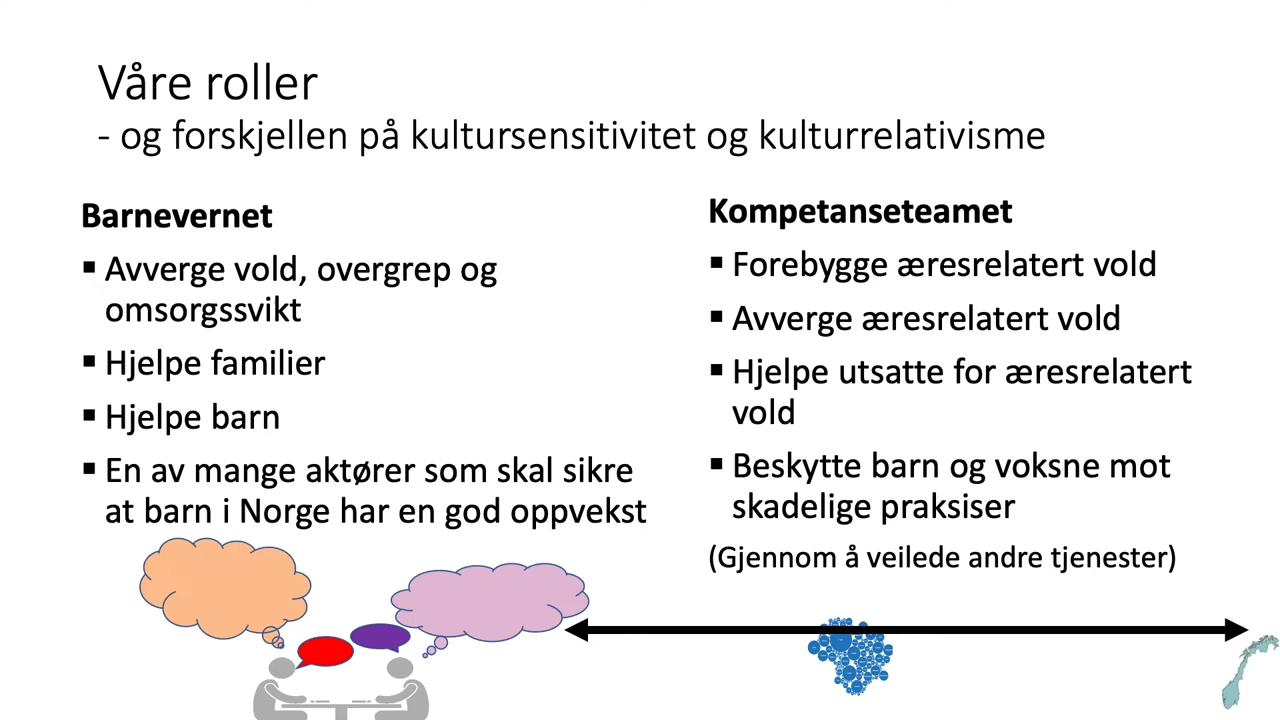 Våre roller
- og forskjellen på kultursensitivitet og kulturrelativisme
Barnevernet
▪ Avverge vold, overgrep og
omsorgssvikt
▪ Hjelpe familier
▪ Hjelpe barn
▪ En av mange aktører som skal sikre
at barn i Norge har en god oppvekst
Kompetanseteamet
▪ Forebygge æresrelatert vold
▪ Avverge æresrelatert vold
▪ Hjelpe utsatte for æresrelatert
vold
▪ Beskytte barn og voksne mot
skadelige praksiser
(Gjennom å veilede andre tjenester)